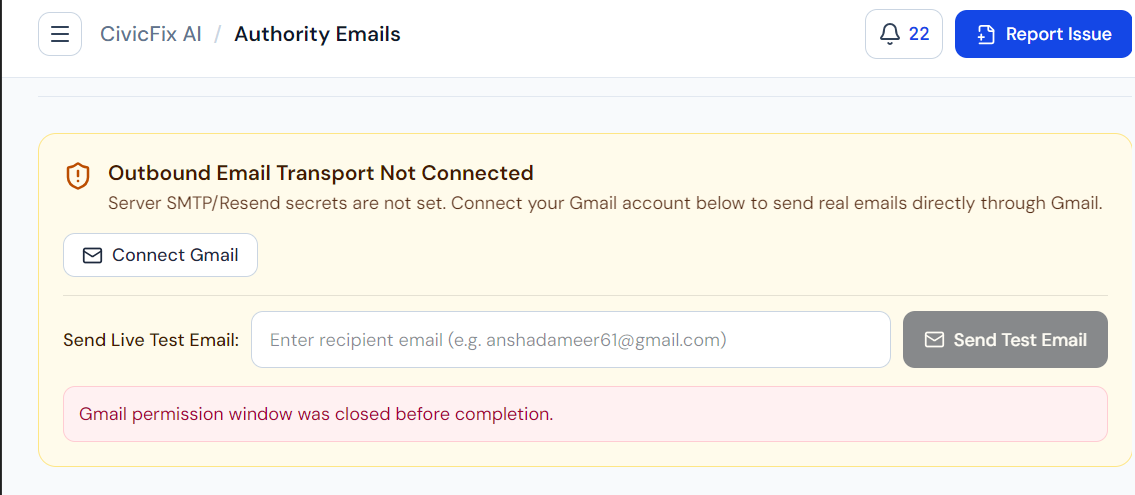 CivicFix AI / Authority Emails
22
Report Issue
Outbound Email Transport Not Connected
Server SMTP/Resend secrets are not set. Connect your Gmail account below to send real emails directly through Gmail.
Connect Gmail
Send Live Test Email:
Enter recipient email (e.g. anshadameer61@gmail.com)
Send Test Email
Gmail permission window was closed before completion.